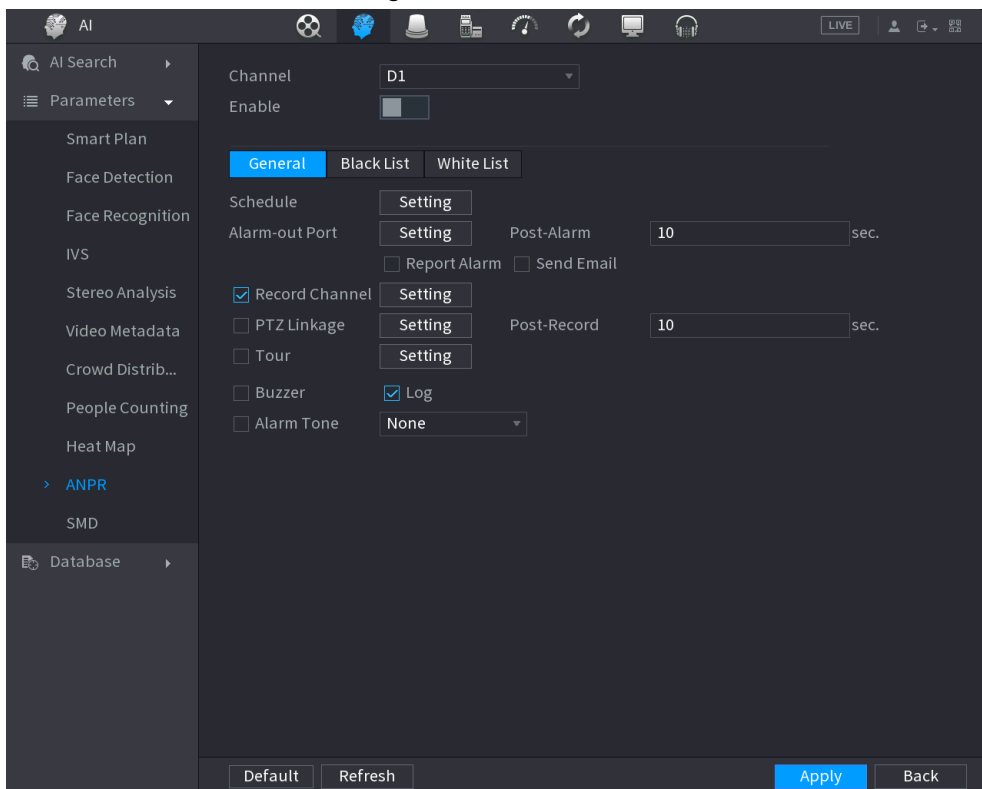 AI LIVE
AI Search
Parameters
Smart Plan
Face Detection
Face Recognition
IVS
Stereo Analysis
Video Metadata
Crowd Distrib...
People Counting
Heat Map
> ANPR
SMD
Database
Channel D1
Enable
General Black List White List
Schedule Setting
Alarm-out Port Setting Post-Alarm 10 sec.
Report Alarm Send Email
Record Channel Setting
PTZ Linkage Setting Post-Record 10 sec.
Tour Setting
Buzzer Log
Alarm Tone None
Default Refresh Apply Back